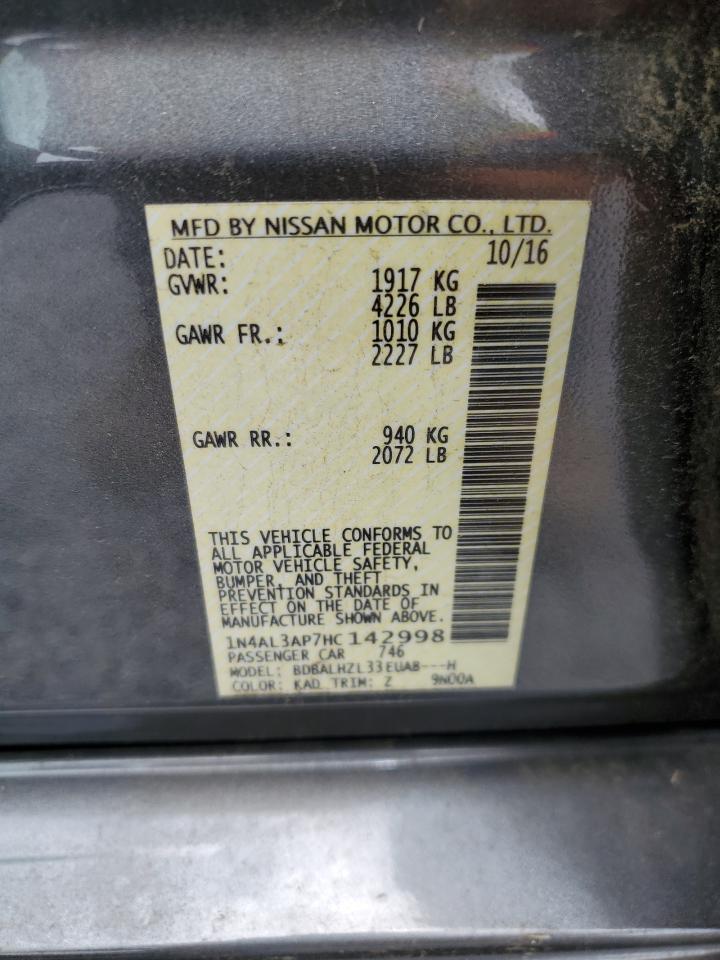 MFD BY NISSAN MOTOR CO., LTD.
DATE: 10/16
GVWR: 1917 KG
4226 LB
GAWR FR.: 1010 KG
2227 LB
GAWR RR.: 940 KG
2072 LB
THIS VEHICLE CONFORMS TO
ALL APPLICABLE FEDERAL
MOTOR VEHICLE SAFETY,
BUMPER, AND THEFT
PREVENTION STANDARDS IN
EFFECT ON THE DATE OF
MANUFACTURE SHOWN ABOVE.
1N4AL3AP7HC142998
PASSENGER CAR 746
MODEL: BDBALHZL33EUAB---H
COLOR: KAD TRIM: Z 9N00A